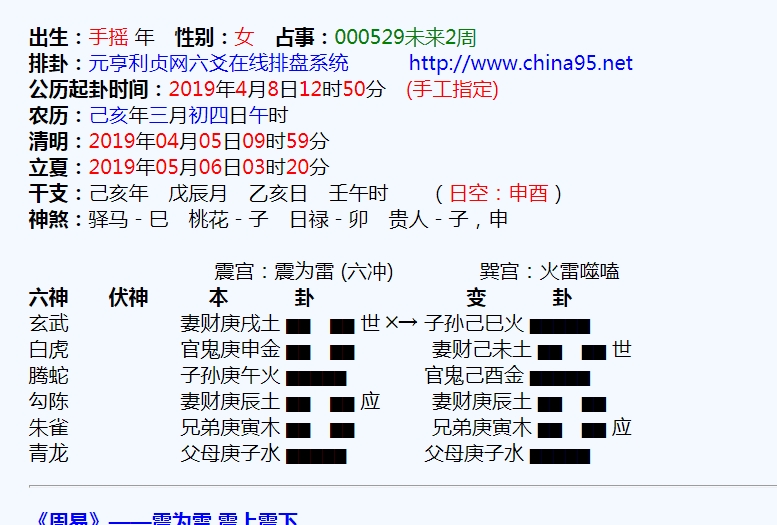 出生：手摇 年 性别：女 占事：000529未来2周
排卦：元亨利贞网六爻在线排盘系统 http://www.china95.net
公历起卦时间：2019年4月8日12时50分 (手工指定)
农历：己亥年三月初四日午时
清明：2019年04月05日09时59分
立夏：2019年05月06日03时20分
干支：己亥年 戊辰月 乙亥日 壬午时 （ 日空：申酉 ）
神煞：驿马－巳 桃花－子 日禄－卯 贵人－子，申
震宫：震为雷 (六冲) 巽宫：火雷噬嗑
六神 伏神 本 卦 变 卦
玄武 妻财庚戌土 ▅▅ ▅▅ 世 ×→ 子孙己巳火 ▅▅▅▅▅
白虎 官鬼庚申金 ▅▅ ▅▅ 妻财己未土 ▅▅ ▅▅ 世
腾蛇 子孙庚午火 ▅▅▅▅▅ 官鬼己酉金 ▅▅▅▅▅
勾陈 妻财庚辰土 ▅▅ ▅▅ 应 妻财庚辰土 ▅▅ ▅▅
朱雀 兄弟庚寅木 ▅▅ ▅▅ 兄弟庚寅木 ▅▅ ▅▅ 应
青龙 父母庚子水 ▅▅▅▅▅ 父母庚子水 ▅▅▅▅▅
《周易》——震为雷 震上震下